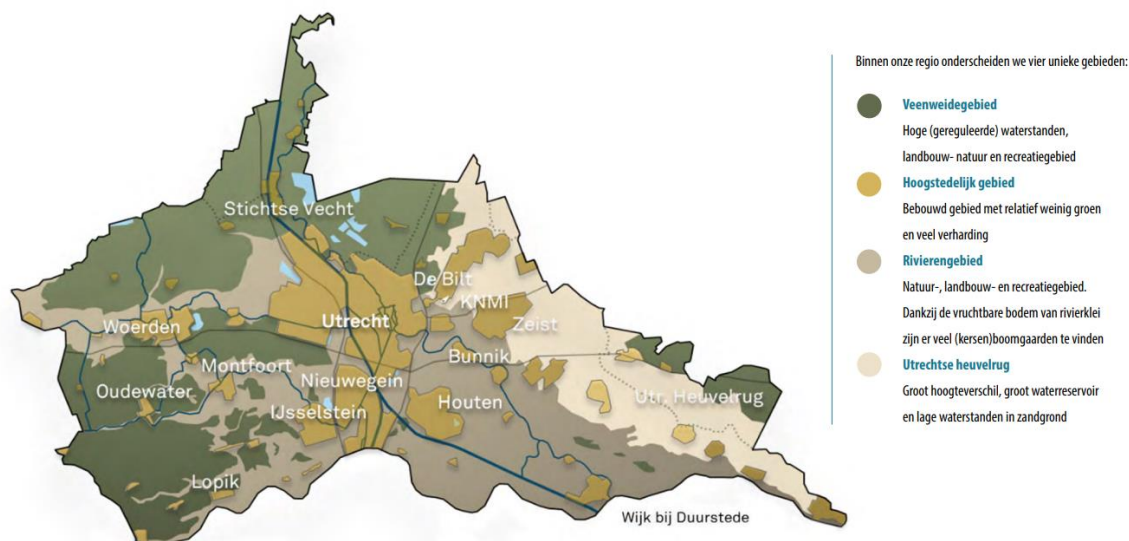 Stichtse Vecht
De Bilt
KNMI
Zeist
Utrecht
Woerden
Bunnik
Montfoort
Nieuwegein
Oudewater
IJsselstein
Houten
Utr. Heuvelrug
Lopik
Wijk bij Duurstede
Binnen onze regio onderscheiden we vier unieke gebieden:
Veenweidegebied
Hoge (gereguleerde) waterstanden,
landbouw- natuur en recreatiegebied
Hoogstedelijk gebied
Bebouwd gebied met relatief weinig groen
en veel verharding
Rivierengebied
Natuur-, landbouw- en recreatiegebied.
Dankzij de vruchtbare bodem van rivierklei
zijn er veel (kersen)boomgaarden te vinden
Utrechtse heuvelrug
Groot hoogteverschil, groot waterreservoir
en lage waterstanden in zandgrond